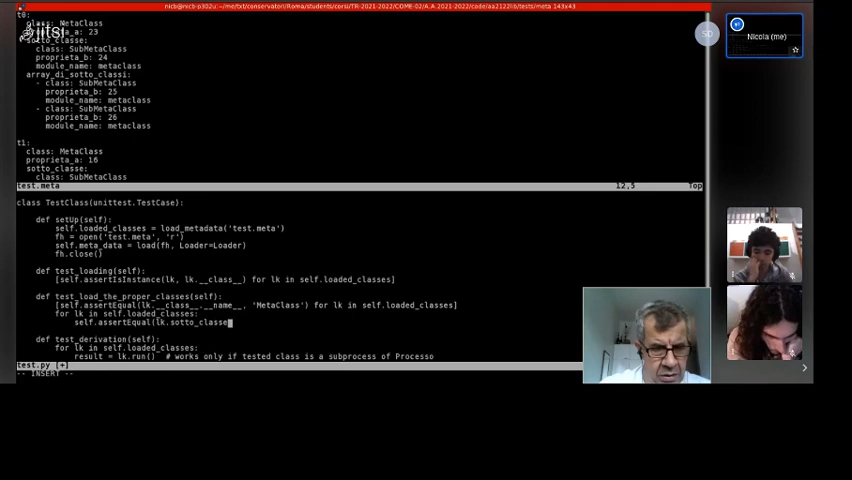 nicb@nicb-p302u:~/me/txt/conservatori/Roma/students/corsi/TR-2021-2022/COME-02/A.A.2021-2022/code/aa2122lb/tests/meta 143x43
t0:
class: MetaClass
proprieta_a: 23
sotto_classe:
class: SubMetaClass
proprieta_b: 24
module_name: metaclass
array_di_sotto_classi:
- class: SubMetaClass
proprieta_b: 25
module_name: metaclass
- class: SubMetaClass
proprieta_b: 26
module_name: metaclass
t1:
class: MetaClass
proprieta_a: 16
sotto_classe:
class: SubMetaClass
test.meta 12,5 Top
class TestClass(unittest.TestCase):
def setUp(self):
self.loaded_classes = load_metadata('test.meta')
fh = open('test.meta', 'r')
self.meta_data = load(fh, Loader=Loader)
fh.close()
def test_loading(self):
[self.assertIsInstance(lk, lk.__class__) for lk in self.loaded_classes]
def test_load_the_proper_classes(self):
[self.assertEqual(lk.__class__.__name__, 'MetaClass') for lk in self.loaded_classes]
for lk in self.loaded_classes:
self.assertEqual(lk.sotto_classe
def test_derivation(self):
for lk in self.loaded_classes:
result = lk.run() # works only if tested class is a subprocess of Processo
test.py [+]
-- INSERT --
jitsi
SD
Nicola (me)